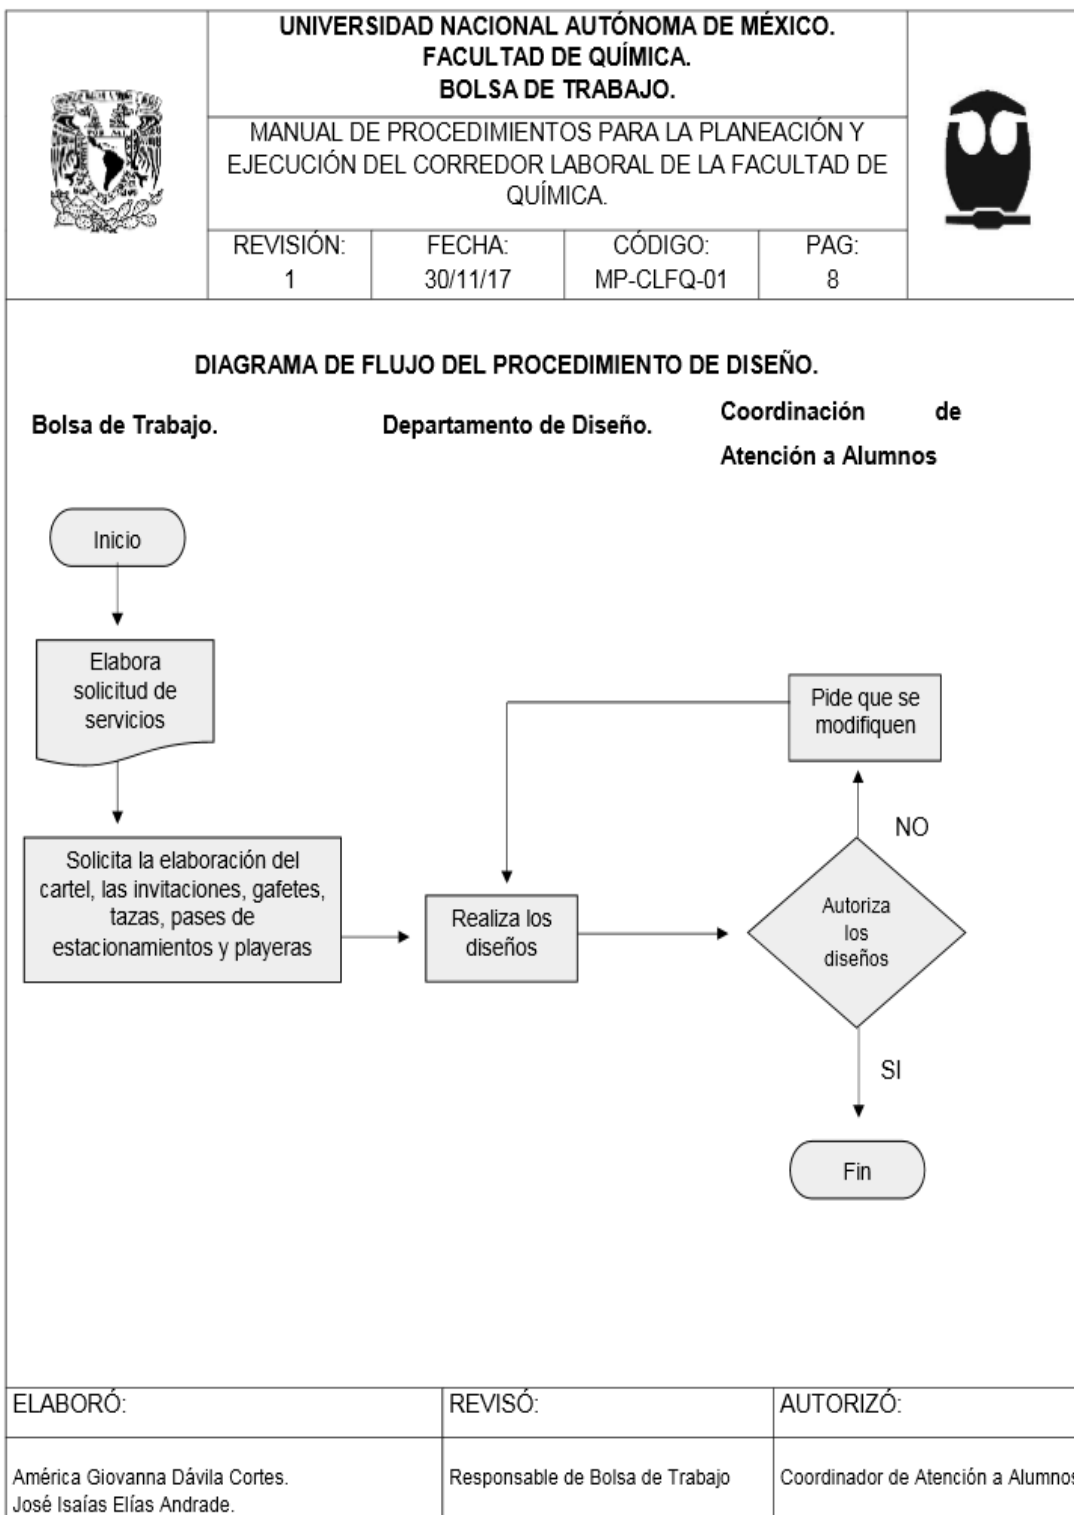 UNIVERSIDAD NACIONAL AUTÓNOMA DE MÉXICO.
FACULTAD DE QUÍMICA.
BOLSA DE TRABAJO.
MANUAL DE PROCEDIMIENTOS PARA LA PLANEACIÓN Y
EJECUCIÓN DEL CORREDOR LABORAL DE LA FACULTAD DE
QUÍMICA.
REVISIÓN:
1
FECHA:
30/11/17
CÓDIGO:
MP-CLFQ-01
PAG:
8
DIAGRAMA DE FLUJO DEL PROCEDIMIENTO DE DISEÑO.
Bolsa de Trabajo.
Departamento de Diseño.
Coordinación de
Atención a Alumnos
Inicio
Elabora
solicitud de
servicios
Solicita la elaboración del
cartel, las invitaciones, gafetes,
tazas, pases de
estacionamientos y playeras
Realiza los
diseños
Pide que se
modifiquen
NO
Autoriza
los
diseños
SI
Fin
ELABORÓ:
REVISÓ:
AUTORIZÓ:
América Giovanna Dávila Cortes.
José Isaías Elías Andrade.
Responsable de Bolsa de Trabajo
Coordinador de Atención a Alumnos